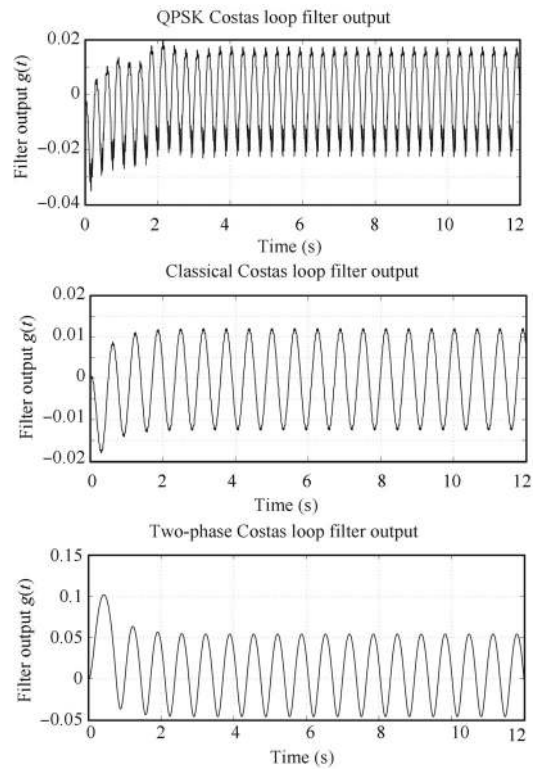 QPSK Costas loop filter output
0.02
0
−0.02
−0.04
Filter output g(t)
0 2 4 6 8 10 12
Time (s)
Classical Costas loop filter output
0.02
0.01
0
−0.01
−0.02
Filter output g(t)
0 2 4 6 8 10 12
Time (s)
Two-phase Costas loop filter output
0.15
0.1
0.05
0
−0.05
Filter output g(t)
0 2 4 6 8 10 12
Time (s)